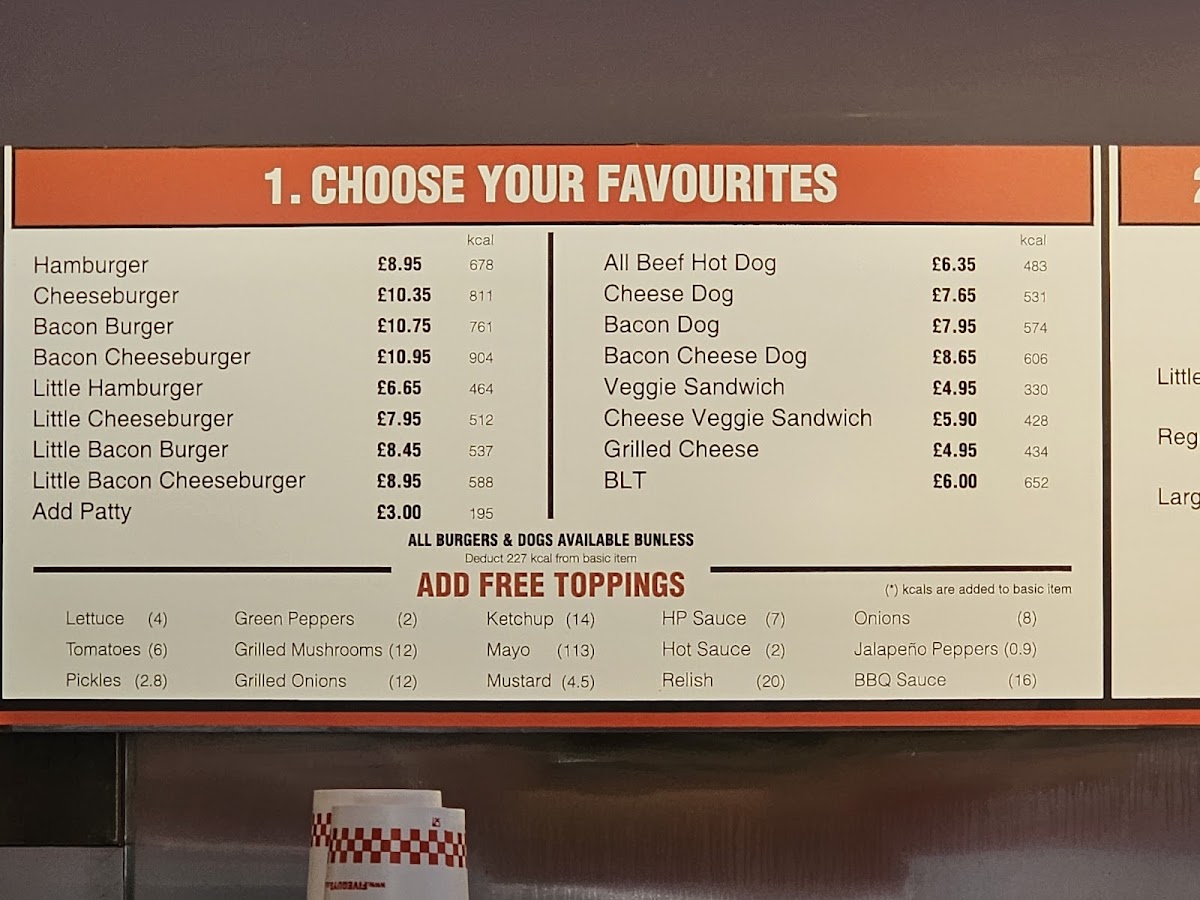 1. CHOOSE YOUR FAVOURITES
kcal
Hamburger £8.95 678
Cheeseburger £10.35 811
Bacon Burger £10.75 761
Bacon Cheeseburger £10.95 904
Little Hamburger £6.65 464
Little Cheeseburger £7.95 512
Little Bacon Burger £8.45 537
Little Bacon Cheeseburger £8.95 588
Add Patty £3.00 195
kcal
All Beef Hot Dog £6.35 483
Cheese Dog £7.65 531
Bacon Dog £7.95 574
Bacon Cheese Dog £8.65 606
Veggie Sandwich £4.95 330
Cheese Veggie Sandwich £5.90 428
Grilled Cheese £4.95 434
BLT £6.00 652
ALL BURGERS & DOGS AVAILABLE BUNLESS
Deduct 227 kcal from basic item
ADD FREE TOPPINGS
(*) kcals are added to basic item
Lettuce (4) Green Peppers (2) Ketchup (14) HP Sauce (7) Onions (8)
Tomatoes (6) Grilled Mushrooms (12) Mayo (113) Hot Sauce (2) Jalapeño Peppers (0.9)
Pickles (2.8) Grilled Onions (12) Mustard (4.5) Relish (20) BBQ Sauce (16)
Little
Reg
Larg